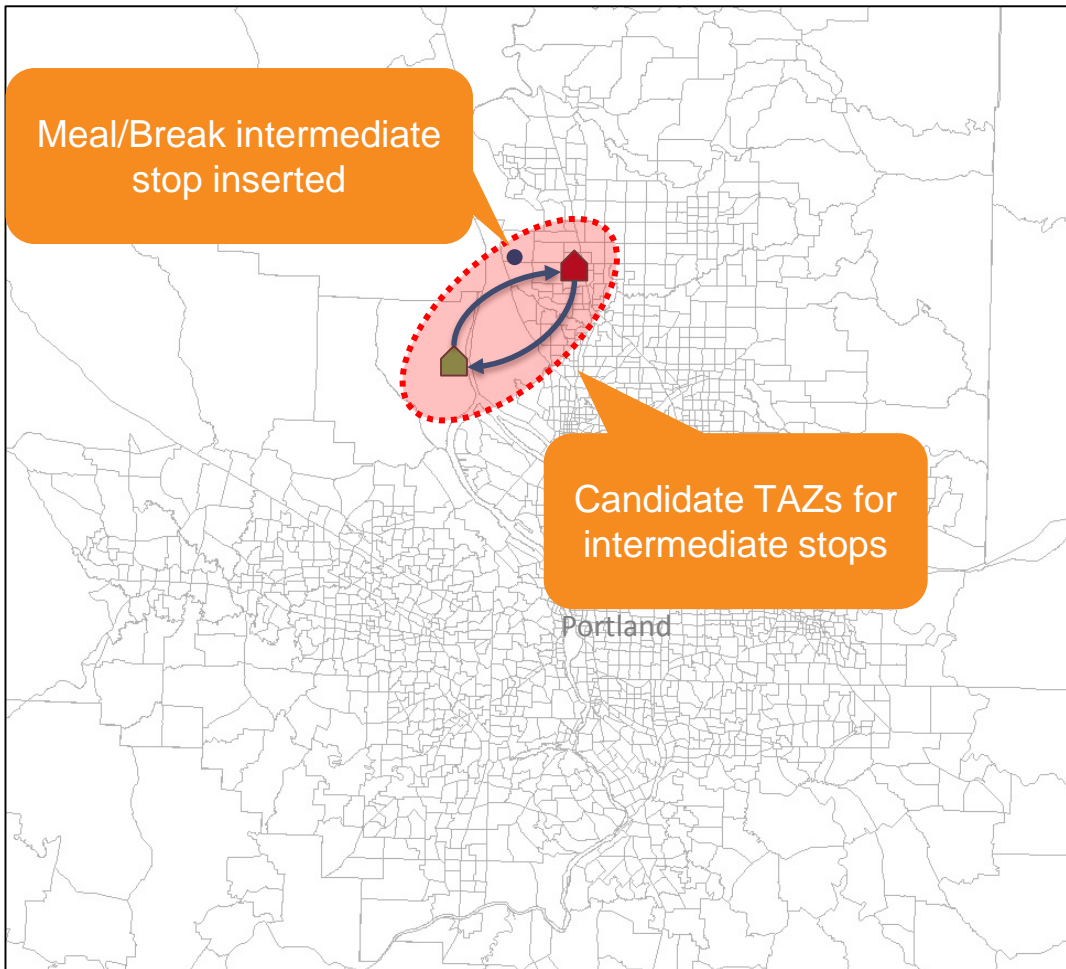 Meal/Break intermediate
stop inserted
Candidate TAZs for
intermediate stops
Portland